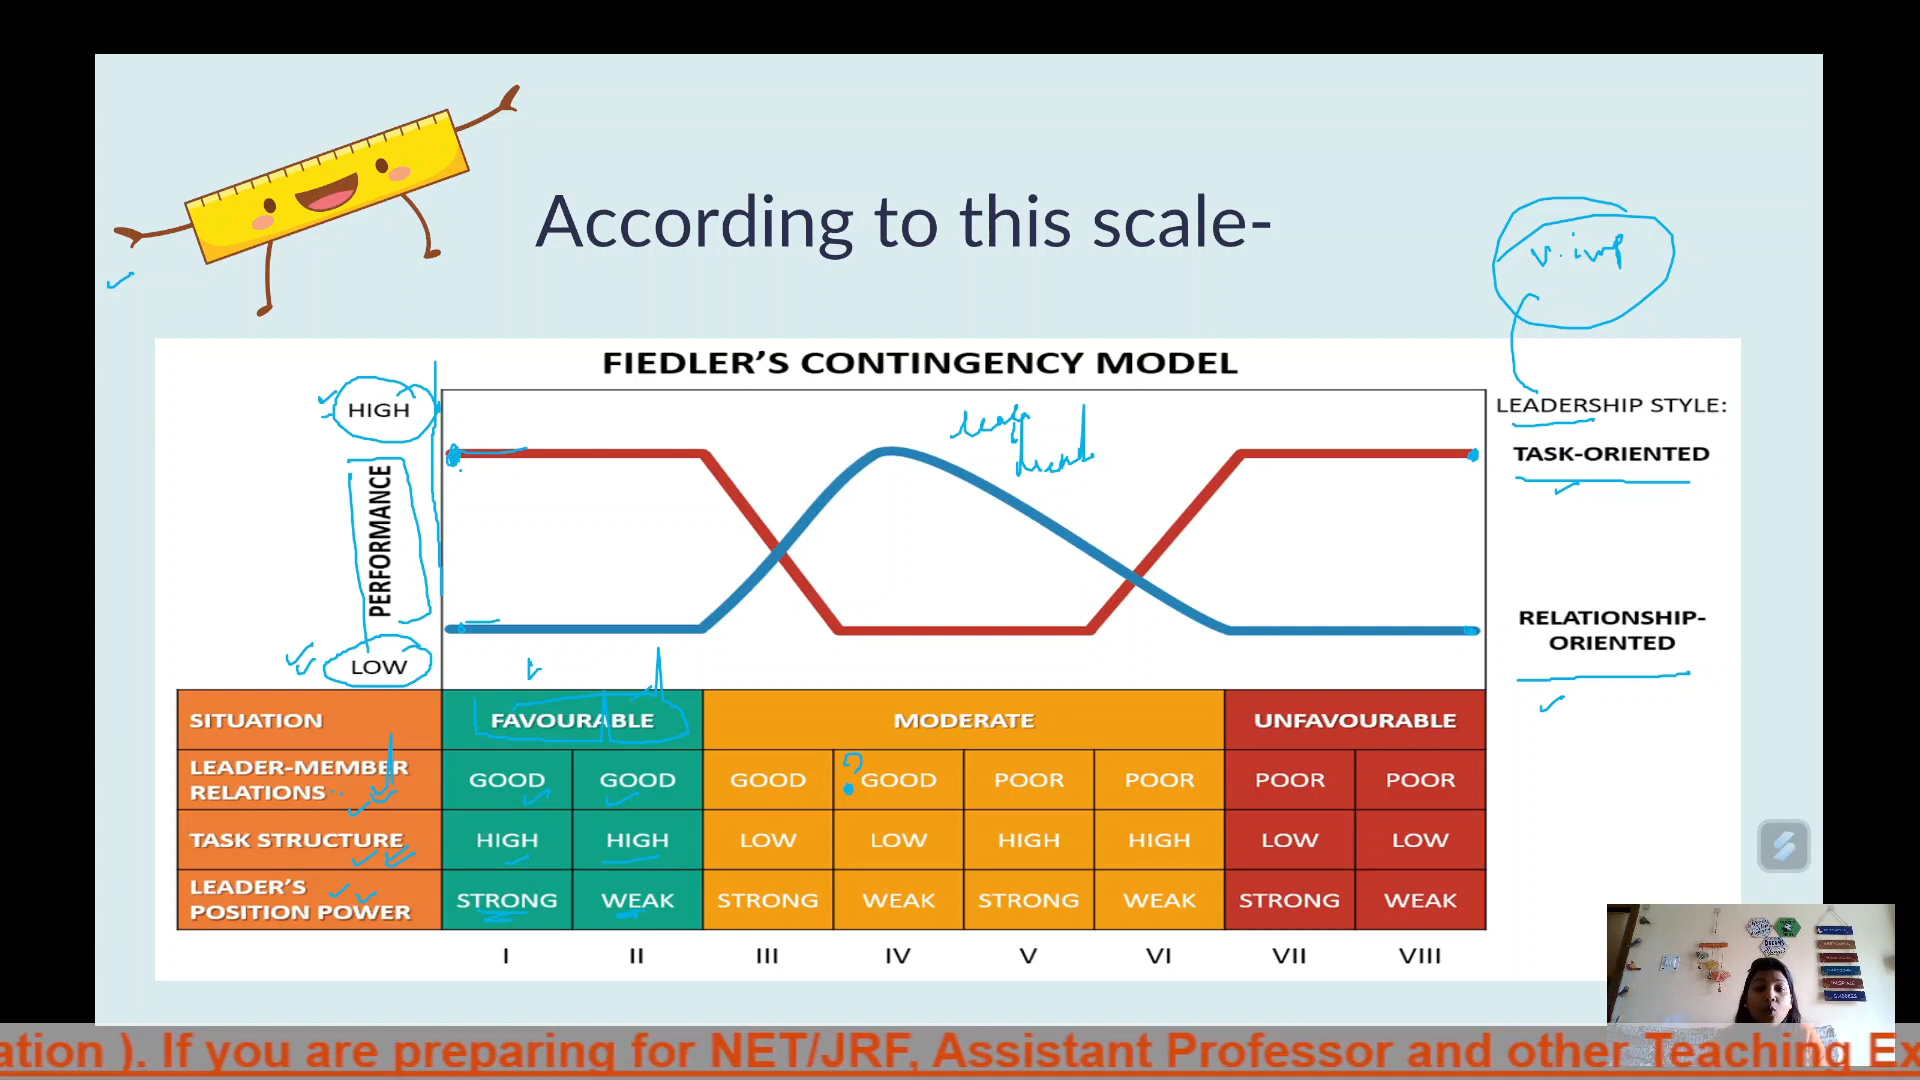 According to this scale-
v. imp
FIEDLER'S CONTINGENCY MODEL
HIGH
PERFORMANCE
LOW
LEADERSHIP STYLE:
TASK-ORIENTED
RELATIONSHIP-
ORIENTED
SITUATION FAVOURABLE MODERATE UNFAVOURABLE
LEADER-MEMBER
RELATIONS GOOD GOOD GOOD GOOD POOR POOR POOR POOR
TASK STRUCTURE HIGH HIGH LOW LOW HIGH HIGH LOW LOW
LEADER'S
POSITION POWER STRONG WEAK STRONG WEAK STRONG WEAK STRONG WEAK
I II III IV V VI VII VIII
ation ). If you are preparing for NET/JRF, Assistant Professor and other Teaching Ex